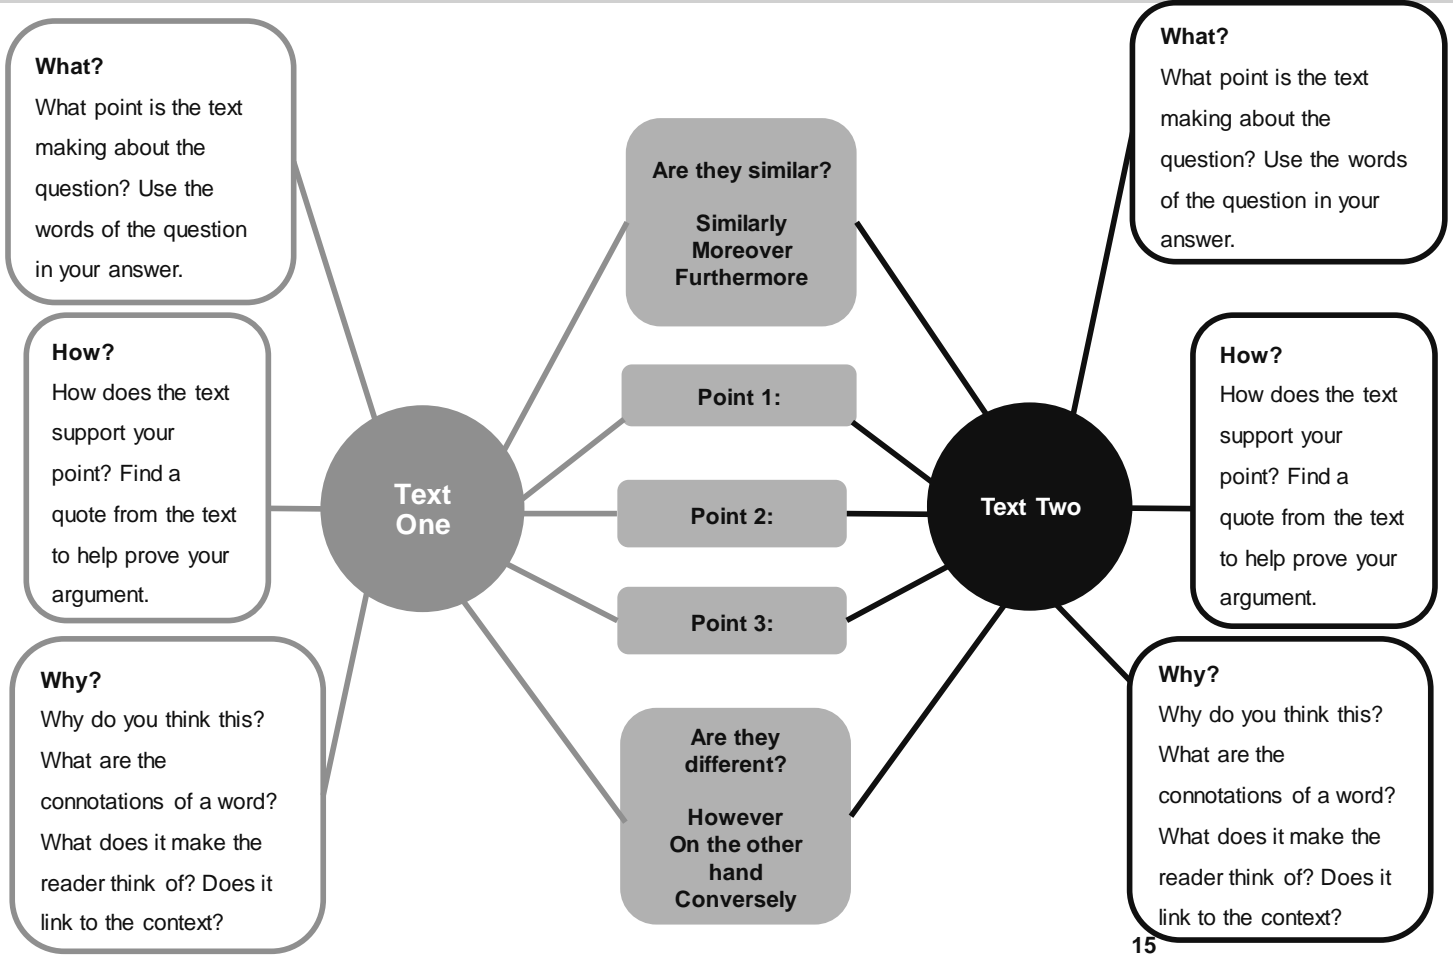 What?
What point is the text
making about the
question? Use the
words of the question
in your answer.
How?
How does the text
support your
point? Find a
quote from the text
to help prove your
argument.
Why?
Why do you think this?
What are the
connotations of a word?
What does it make the
reader think of? Does it
link to the context?
Text
One
Are they similar?
Similarly
Moreover
Furthermore
Point 1:
Point 2:
Point 3:
Are they
different?
However
On the other
hand
Conversely
Text Two
What?
What point is the text
making about the
question? Use the words
of the question in your
answer.
How?
How does the text
support your
point? Find a
quote from the text
to help prove your
argument.
Why?
Why do you think this?
What are the
connotations of a word?
What does it make the
reader think of? Does it
link to the context?
15